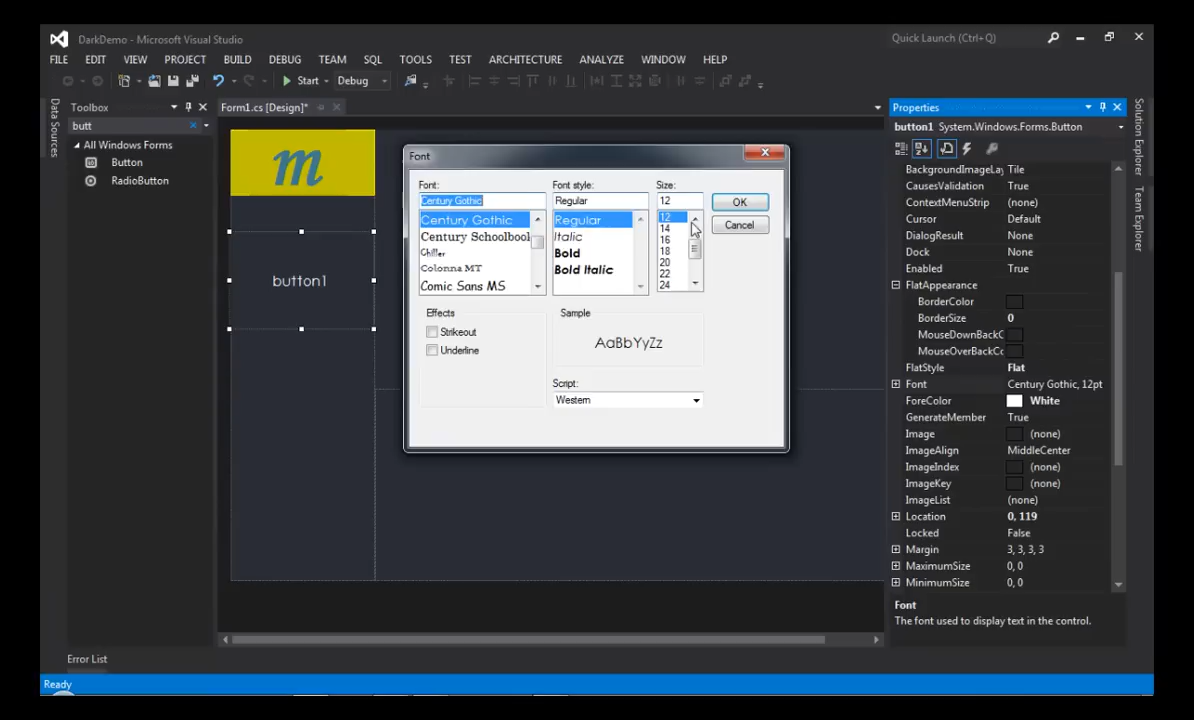 DarkDemo - Microsoft Visual Studio
Quick Launch (Ctrl+Q)
FILE EDIT VIEW PROJECT BUILD DEBUG TEAM SQL TOOLS TEST ARCHITECTURE ANALYZE WINDOW HELP
Start Debug
Data Sources
Toolbox
butt
All Windows Forms
Button
RadioButton
Form1.cs [Design]*
m
button1
Font
Font:
Century Gothic
Century Gothic
Century Schoolbool
Chiller
Colonna MT
Comic Sans MS
Font style:
Regular
Regular
Italic
Bold
Bold Italic
Size:
12
12
14
16
18
20
22
24
OK
Cancel
Effects
Strikeout
Underline
Sample
AaBbYyZz
Script:
Western
Properties
button1 System.Windows.Forms.Button
BackgroundImageLay Tile
CausesValidation True
ContextMenuStrip (none)
Cursor Default
DialogResult None
Dock None
Enabled True
FlatAppearance
BorderColor
BorderSize 0
MouseDownBackC
MouseOverBackCo
FlatStyle Flat
Font Century Gothic, 12pt
ForeColor White
GenerateMember True
Image (none)
ImageAlign MiddleCenter
ImageIndex (none)
ImageKey (none)
ImageList (none)
Location 0, 119
Locked False
Margin 3, 3, 3, 3
MaximumSize 0, 0
MinimumSize 0, 0
Font
The font used to display text in the control.
Solution Explorer
Team Explorer
Error List
Ready